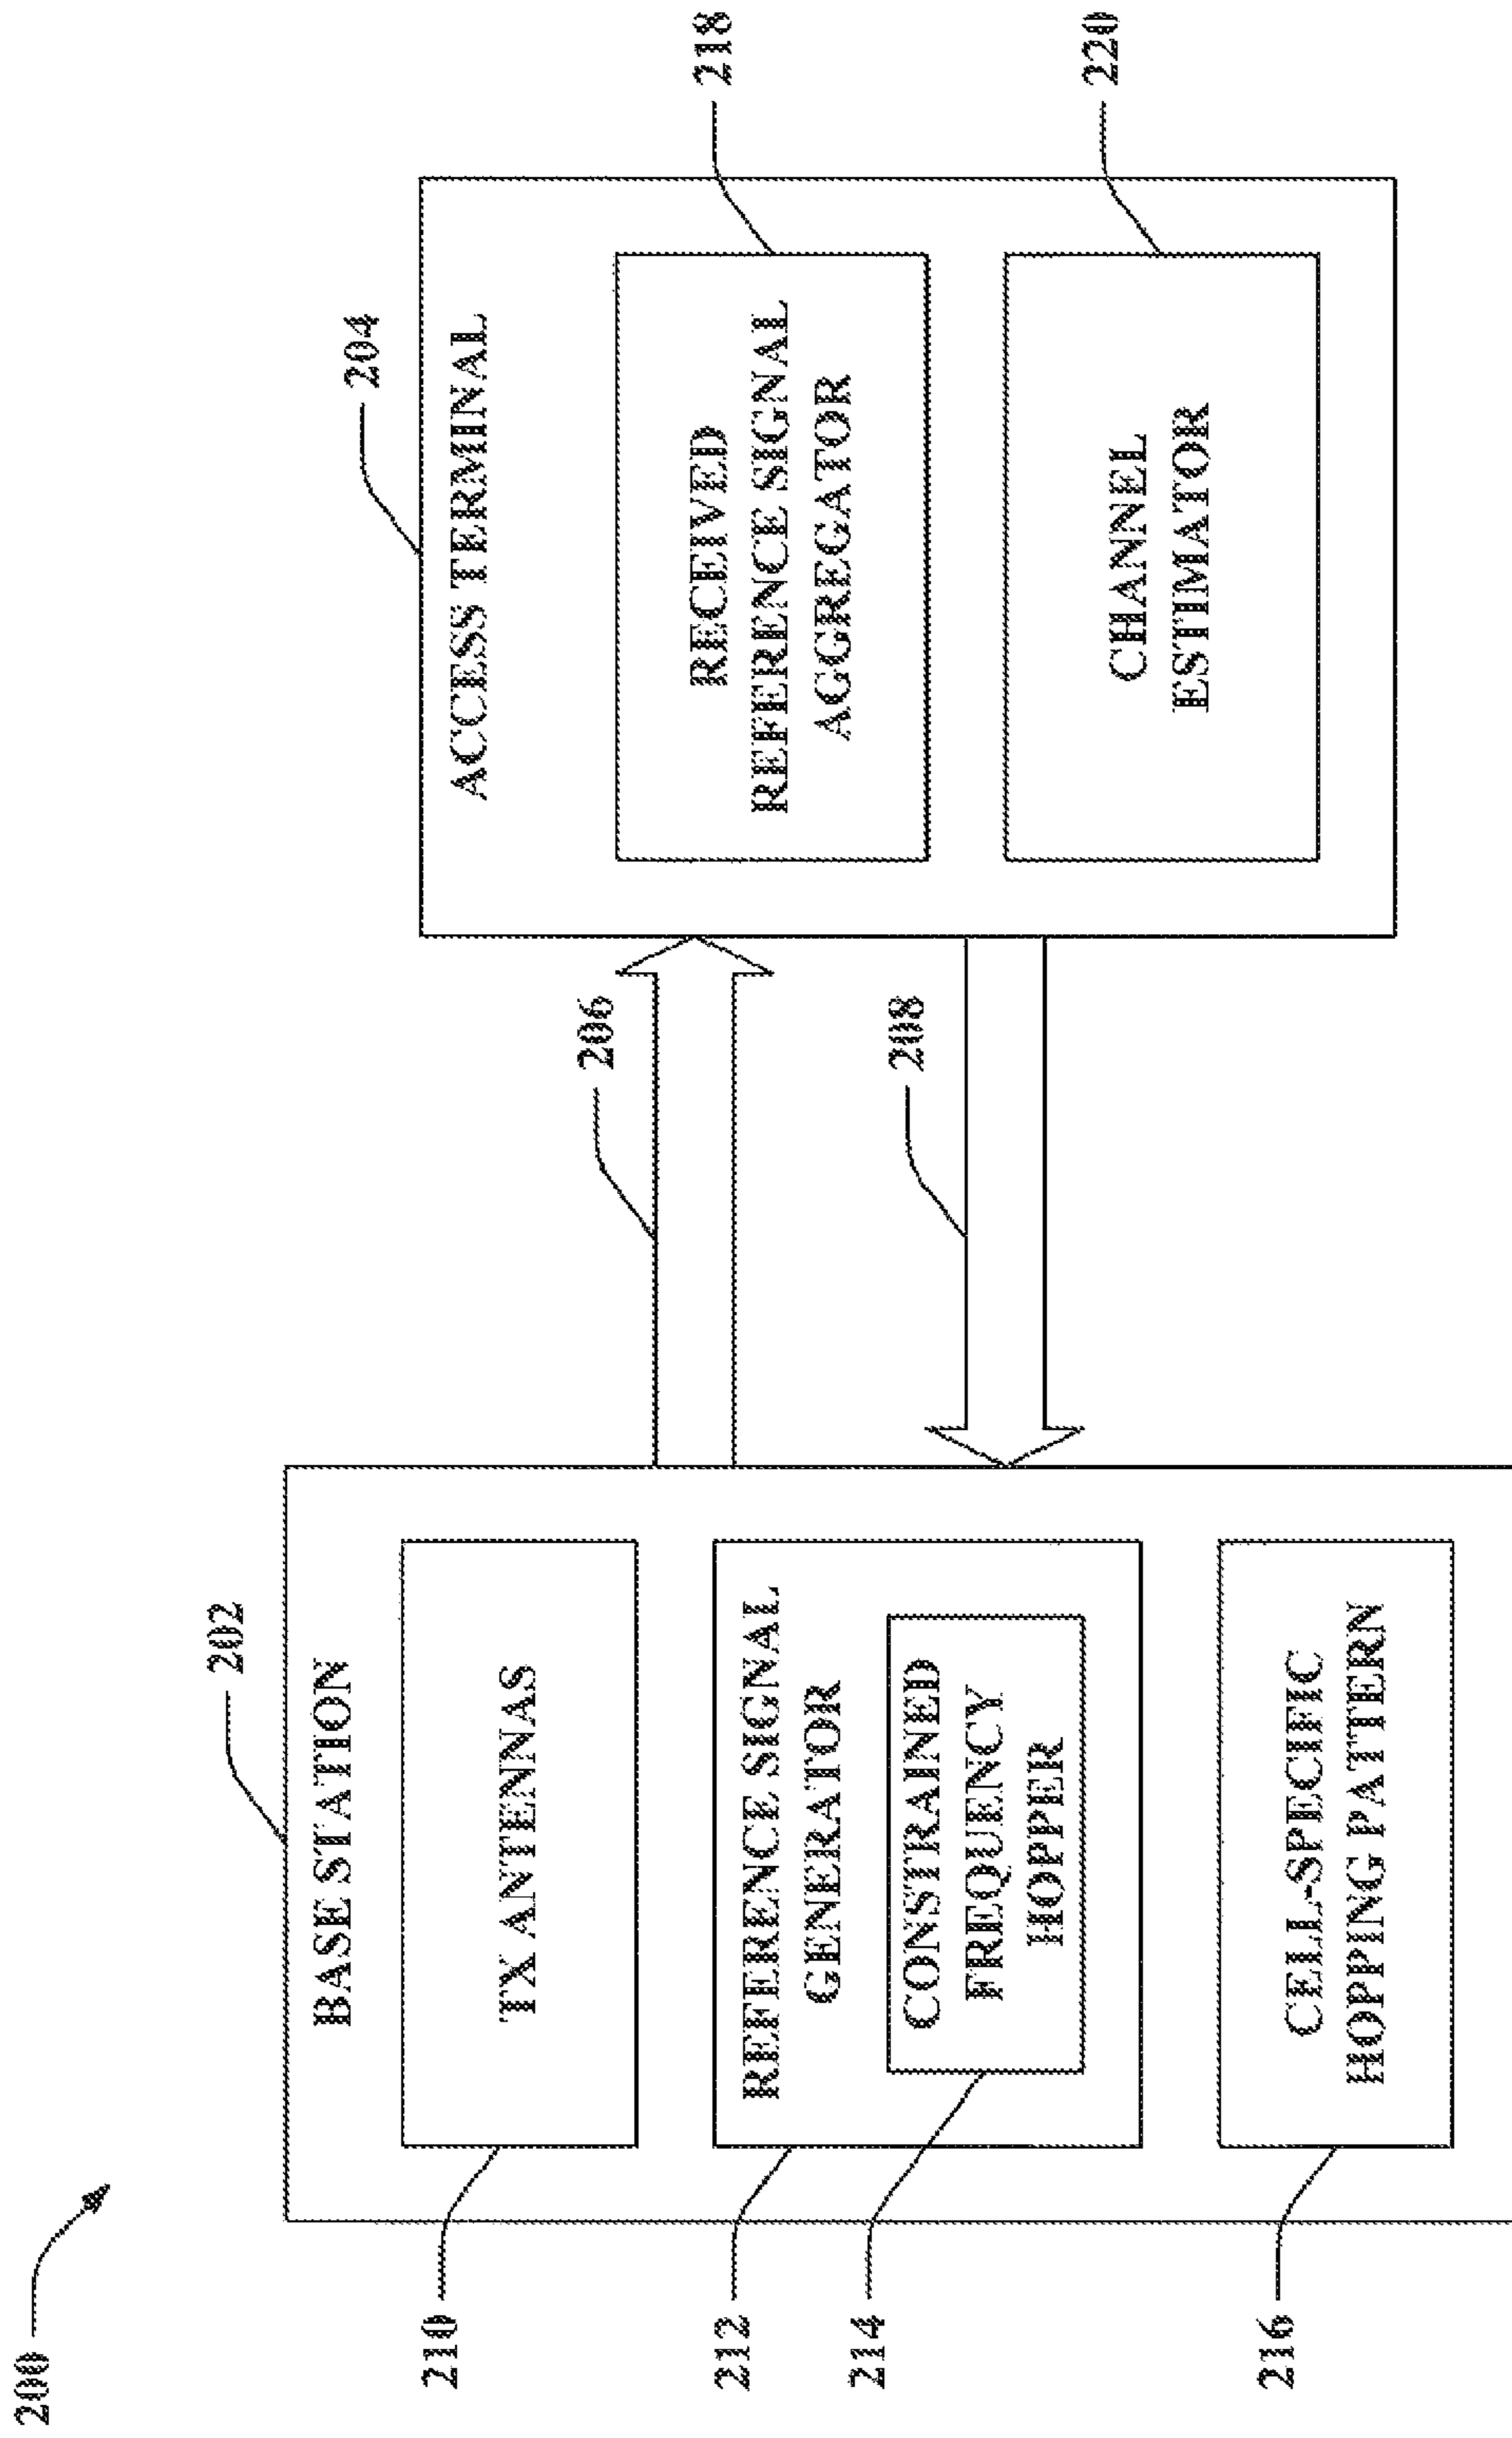 200
202
BASE STATION
210
TX ANTENNAS
212
REFERENCE SIGNAL
GENERATOR
214
CONSTRAINED
FREQUENCY
HOPPER
216
CELL-SPECIFIC
HOPPING PATTERN
206
208
204
ACCESS TERMINAL
RECEIVED
REFERENCE SIGNAL
AGGREGATOR
218
CHANNEL
ESTIMATOR
220